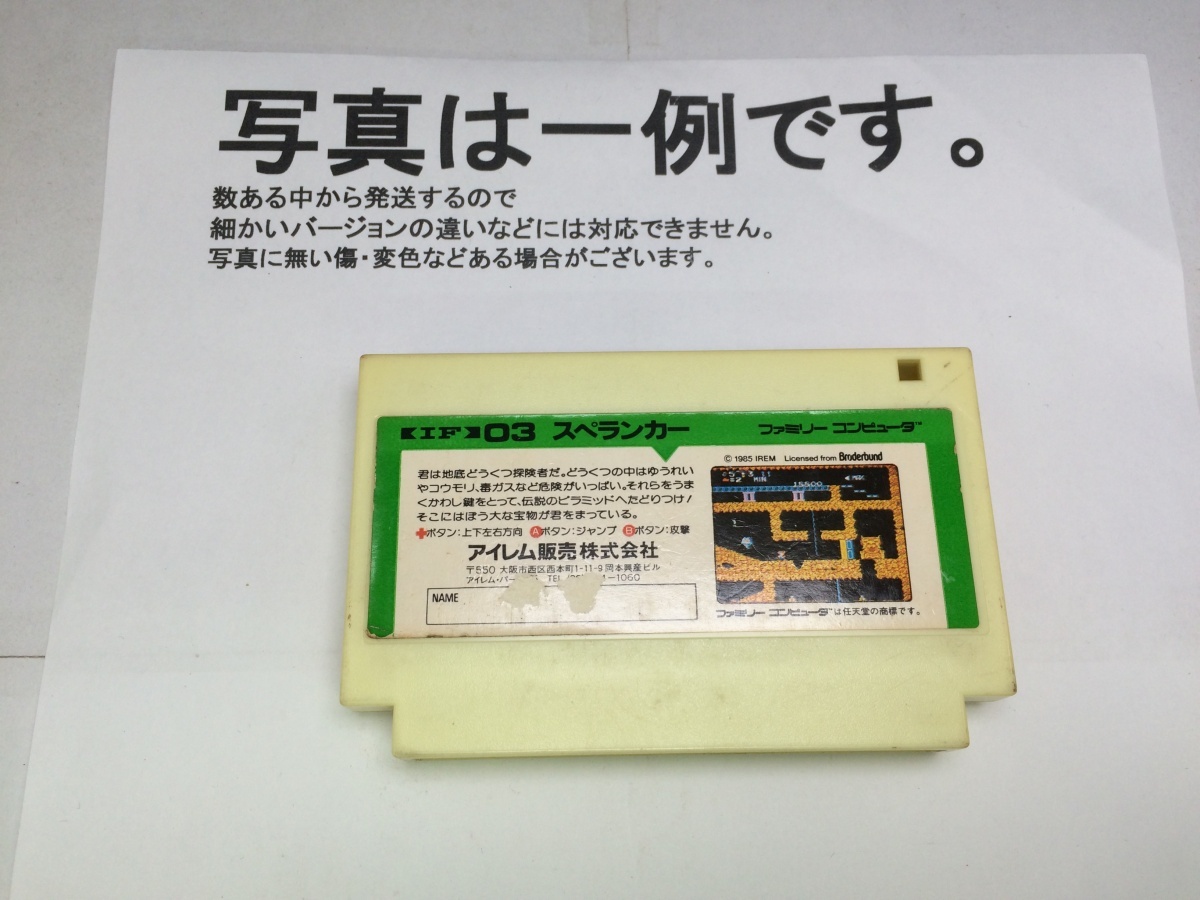 写真は一例です。
数ある中から発送するので
細かいバージョンの違いなどには対応できません。
写真に無い傷・変色などある場合がございます。
【IF】03 スペランカー ファミリー コンピュータ™
© 1985 IREM Licensed from Brøderbund
君は地底どうくつ探険者だ。どうくつの中はゆうれい
やコウモリ、毒ガスなど危険がいっぱい。それらをうま
くかわし鍵をとって、伝説のピラミッドへたどりつけ!
そこにはぼう大な宝物が君をまっている。
✚ボタン:上下左右方向 Ⓐボタン:ジャンプ Ⓑボタン:攻撃
アイレム販売株式会社
〒550 大阪市西区西本町1-11-9 岡本興産ビル
TEL 1-1060
NAME
15800
ファミリー コンピュータ™は任天堂の商標です。